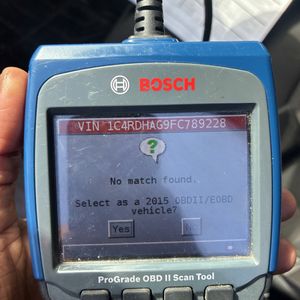 BOSCH
VIN 1C4RDHAG9FC789228
?
No match found.
Select as a 2015 OBDII/EOBD
vehicle?
Yes
No
ProGrade OBD II Scan Tool